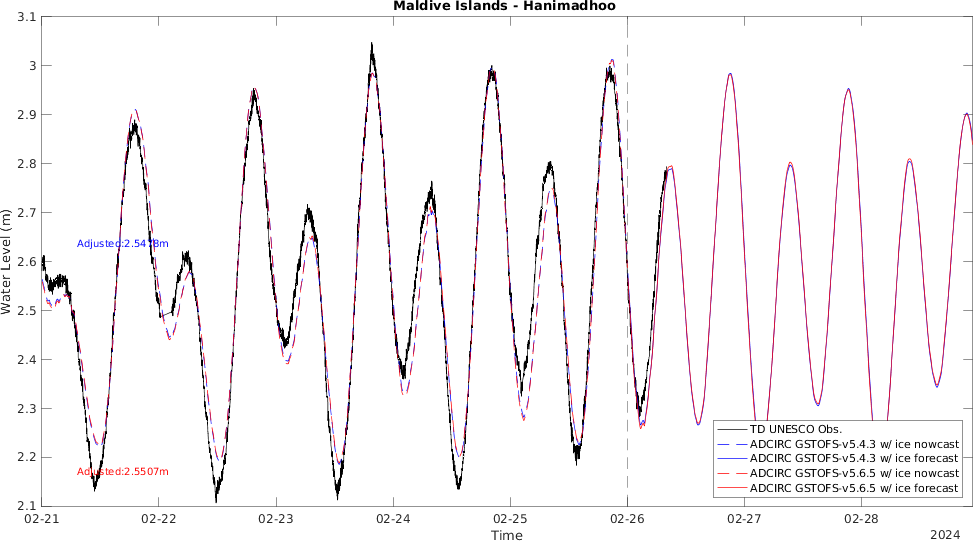 Maldive Islands - Hanimadhoo
3.1
3
2.9
2.8
2.7
2.6
2.5
2.4
2.3
2.2
2.1
Water Level (m)
Adjusted:2.5478m
Adjusted:2.5507m
TD UNESCO Obs.
ADCIRC GSTOFS-v5.4.3 w/ ice nowcast
ADCIRC GSTOFS-v5.4.3 w/ ice forecast
ADCIRC GSTOFS-v5.6.5 w/ ice nowcast
ADCIRC GSTOFS-v5.6.5 w/ ice forecast
02-21
02-22
02-23
02-24
02-25
02-26
02-27
02-28
Time
2024